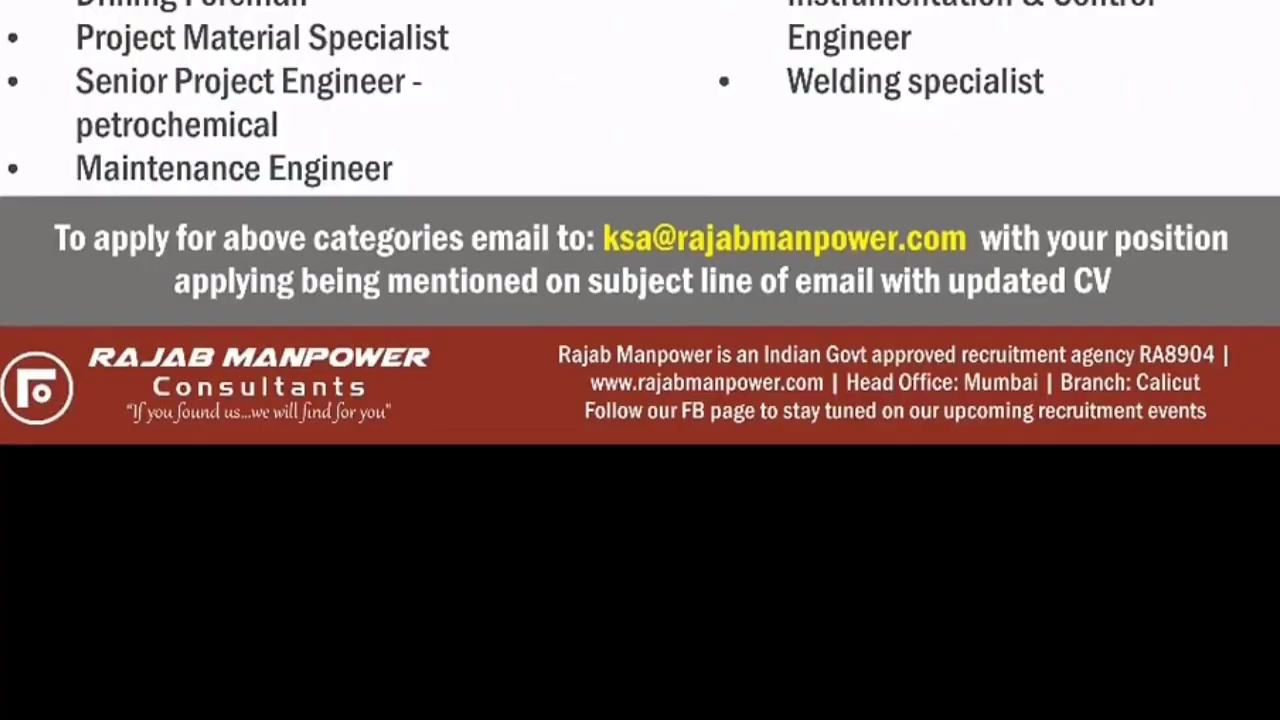 Drilling Foreman
• Project Material Specialist
• Senior Project Engineer -
petrochemical
• Maintenance Engineer
Instrumentation & Control
Engineer
• Welding specialist
To apply for above categories email to: ksa@rajabmanpower.com with your position
applying being mentioned on subject line of email with updated CV
RAJAB MANPOWER
Consultants
"If you found us...we will find for you"
Rajab Manpower is an Indian Govt approved recruitment agency RA8904 |
www.rajabmanpower.com | Head Office: Mumbai | Branch: Calicut
Follow our FB page to stay tuned on our upcoming recruitment events